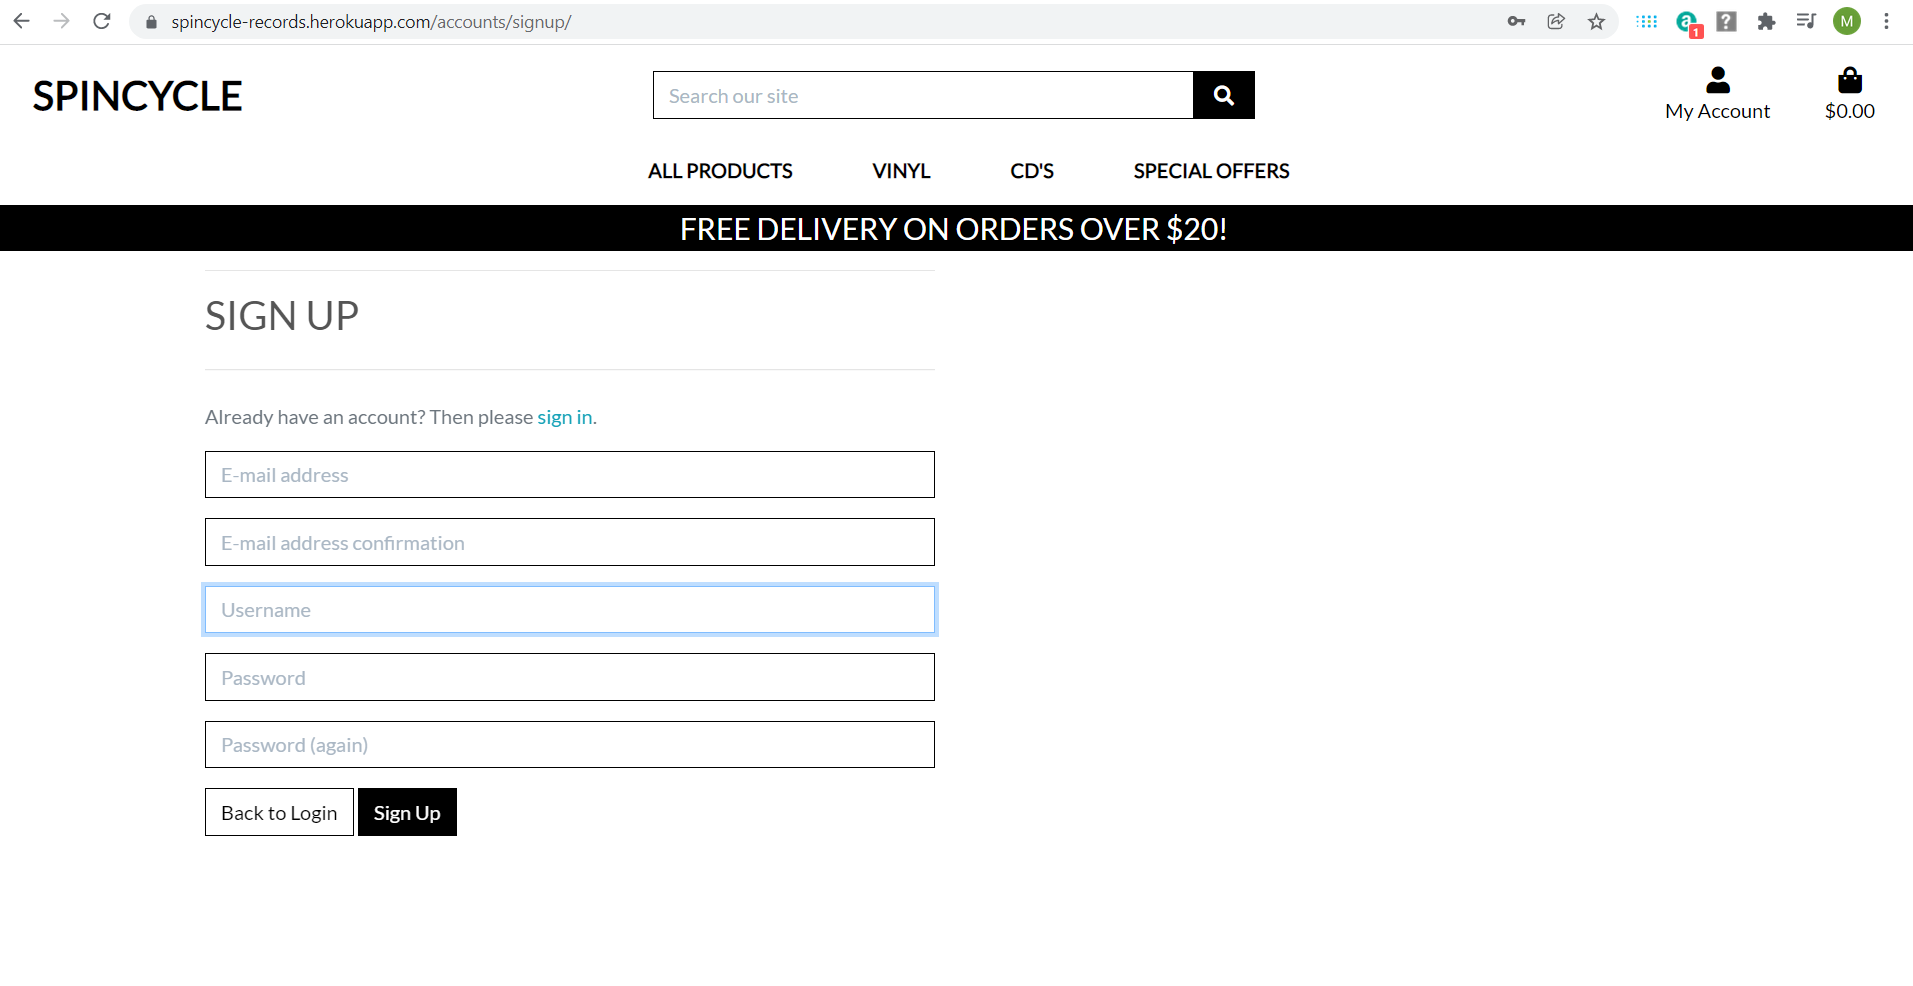 spincycle-records.herokuapp.com/accounts/signup/
a
1
?
M
SPINCYCLE
Search our site
My Account
$0.00
ALL PRODUCTS
VINYL
CD'S
SPECIAL OFFERS
FREE DELIVERY ON ORDERS OVER $20!
SIGN UP
Already have an account? Then please sign in.
E-mail address
E-mail address confirmation
Username
Password
Password (again)
Back to Login
Sign Up